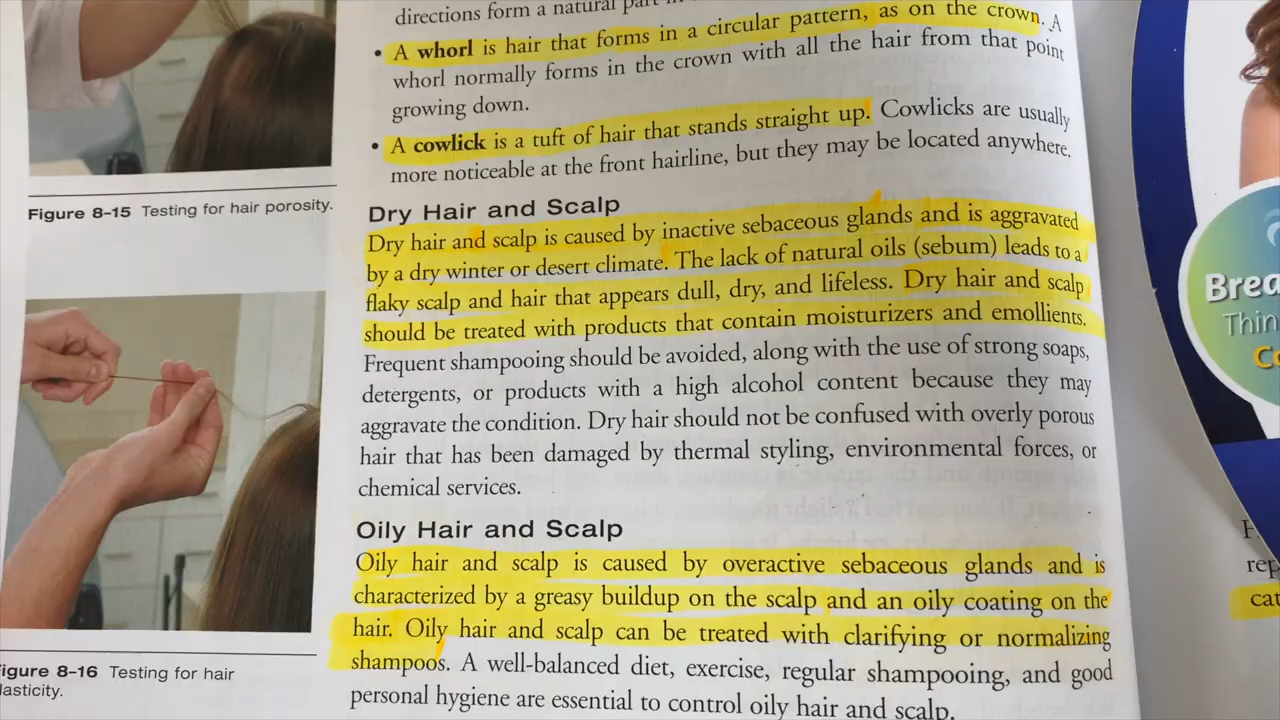 directions form a natural part in
• A whorl is hair that forms in a circular pattern, as on the crown. A
whorl normally forms in the crown with all the hair from that point
growing down.
• A cowlick is a tuft of hair that stands straight up. Cowlicks are usually
more noticeable at the front hairline, but they may be located anywhere.
Figure 8-15 Testing for hair porosity.
Dry Hair and Scalp
Dry hair and scalp is caused by inactive sebaceous glands and is aggravated
by a dry winter or desert climate. The lack of natural oils (sebum) leads to a
flaky scalp and hair that appears dull, dry, and lifeless. Dry hair and scalp
should be treated with products that contain moisturizers and emollients.
Frequent shampooing should be avoided, along with the use of strong soaps,
detergents, or products with a high alcohol content because they may
aggravate the condition. Dry hair should not be confused with overly porous
hair that has been damaged by thermal styling, environmental forces, or
chemical services.
Oily Hair and Scalp
Oily hair and scalp is caused by overactive sebaceous glands and is
characterized by a greasy buildup on the scalp and an oily coating on the
hair. Oily hair and scalp can be treated with clarifying or normalizing
shampoos. A well-balanced diet, exercise, regular shampooing, and good
personal hygiene are essential to control oily hair and scalp.
igure 8-16 Testing for hair
lasticity.
Brea
Thin
Co
H
rep
cat